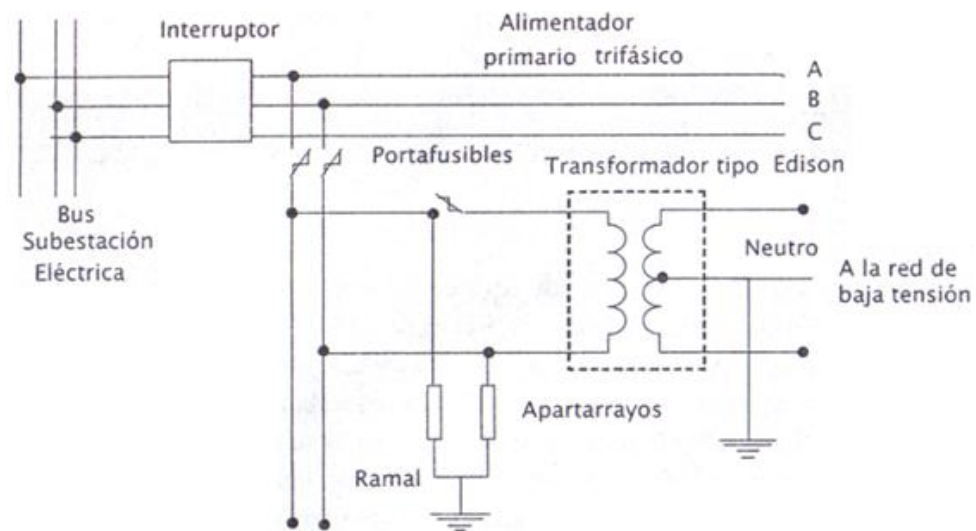 Interruptor
Alimentador
primario trifásico
A
B
C
Portafusibles
Transformador tipo Edison
Bus
Subestación
Eléctrica
Neutro
A la red de
baja tensión
Apartarrayos
Ramal